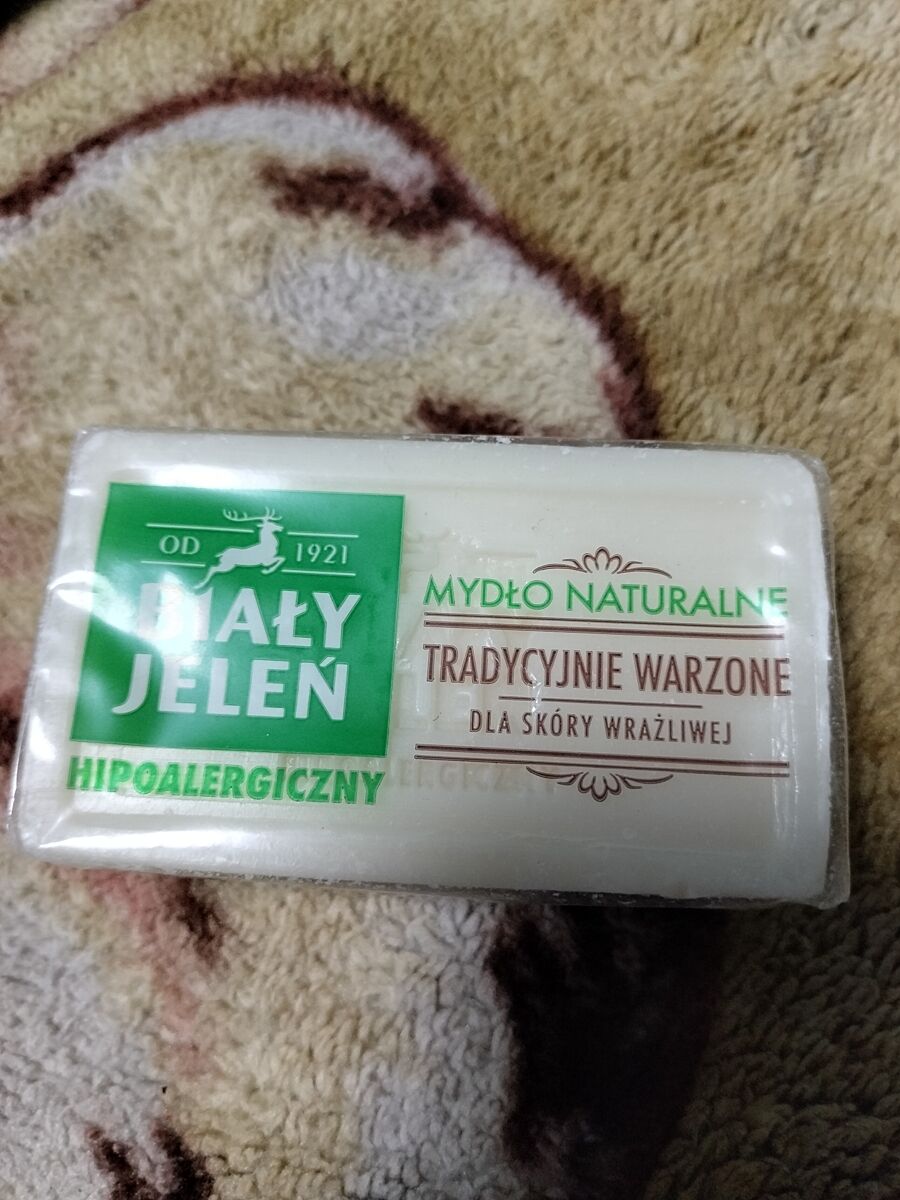 OD 1921
BIAŁY
JELEŃ
HIPOALERGICZNY
MYDŁO NATURALNE
TRADYCYJNIE WARZONE
DLA SKÓRY WRAŻLIWEJ